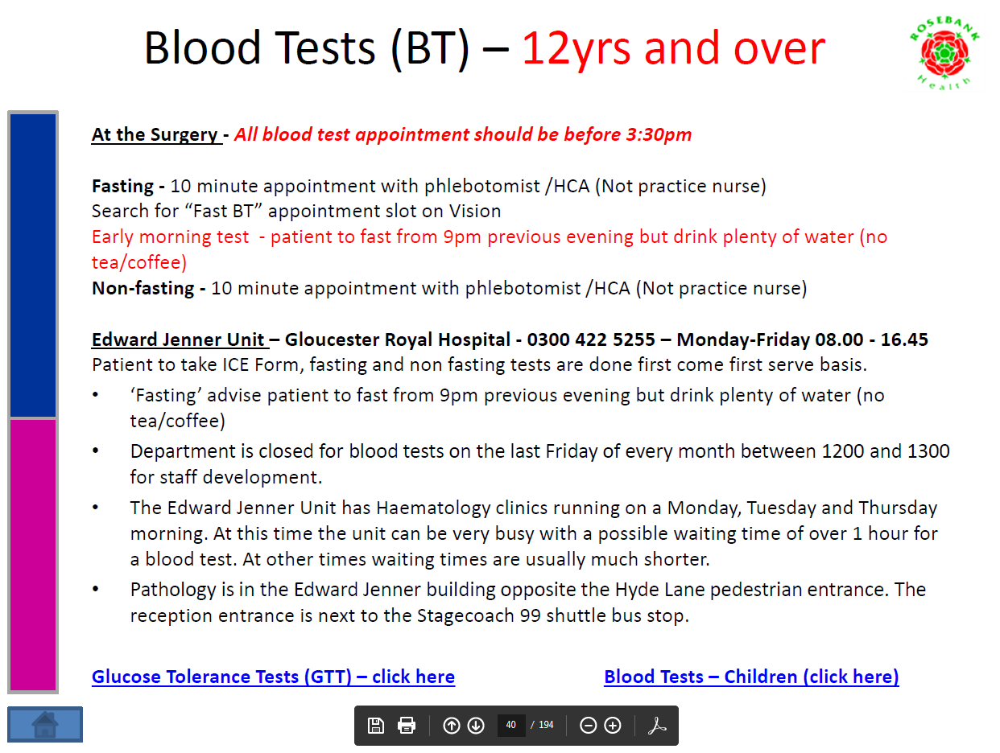 Blood Tests (BT) – 12yrs and over
ROSEBANK
Health
At the Surgery - All blood test appointment should be before 3:30pm
Fasting - 10 minute appointment with phlebotomist /HCA (Not practice nurse)
Search for “Fast BT” appointment slot on Vision
Early morning test  - patient to fast from 9pm previous evening but drink plenty of water (no
tea/coffee)
Non-fasting - 10 minute appointment with phlebotomist /HCA (Not practice nurse)
Edward Jenner Unit – Gloucester Royal Hospital - 0300 422 5255 – Monday-Friday 08.00 - 16.45
Patient to take ICE Form, fasting and non fasting tests are done first come first serve basis.
• ‘Fasting’ advise patient to fast from 9pm previous evening but drink plenty of water (no
tea/coffee)
• Department is closed for blood tests on the last Friday of every month between 1200 and 1300
for staff development.
• The Edward Jenner Unit has Haematology clinics running on a Monday, Tuesday and Thursday
morning. At this time the unit can be very busy with a possible waiting time of over 1 hour for
a blood test. At other times waiting times are usually much shorter.
• Pathology is in the Edward Jenner building opposite the Hyde Lane pedestrian entrance. The
reception entrance is next to the Stagecoach 99 shuttle bus stop.
Glucose Tolerance Tests (GTT) – click here
Blood Tests – Children (click here)
40 / 194